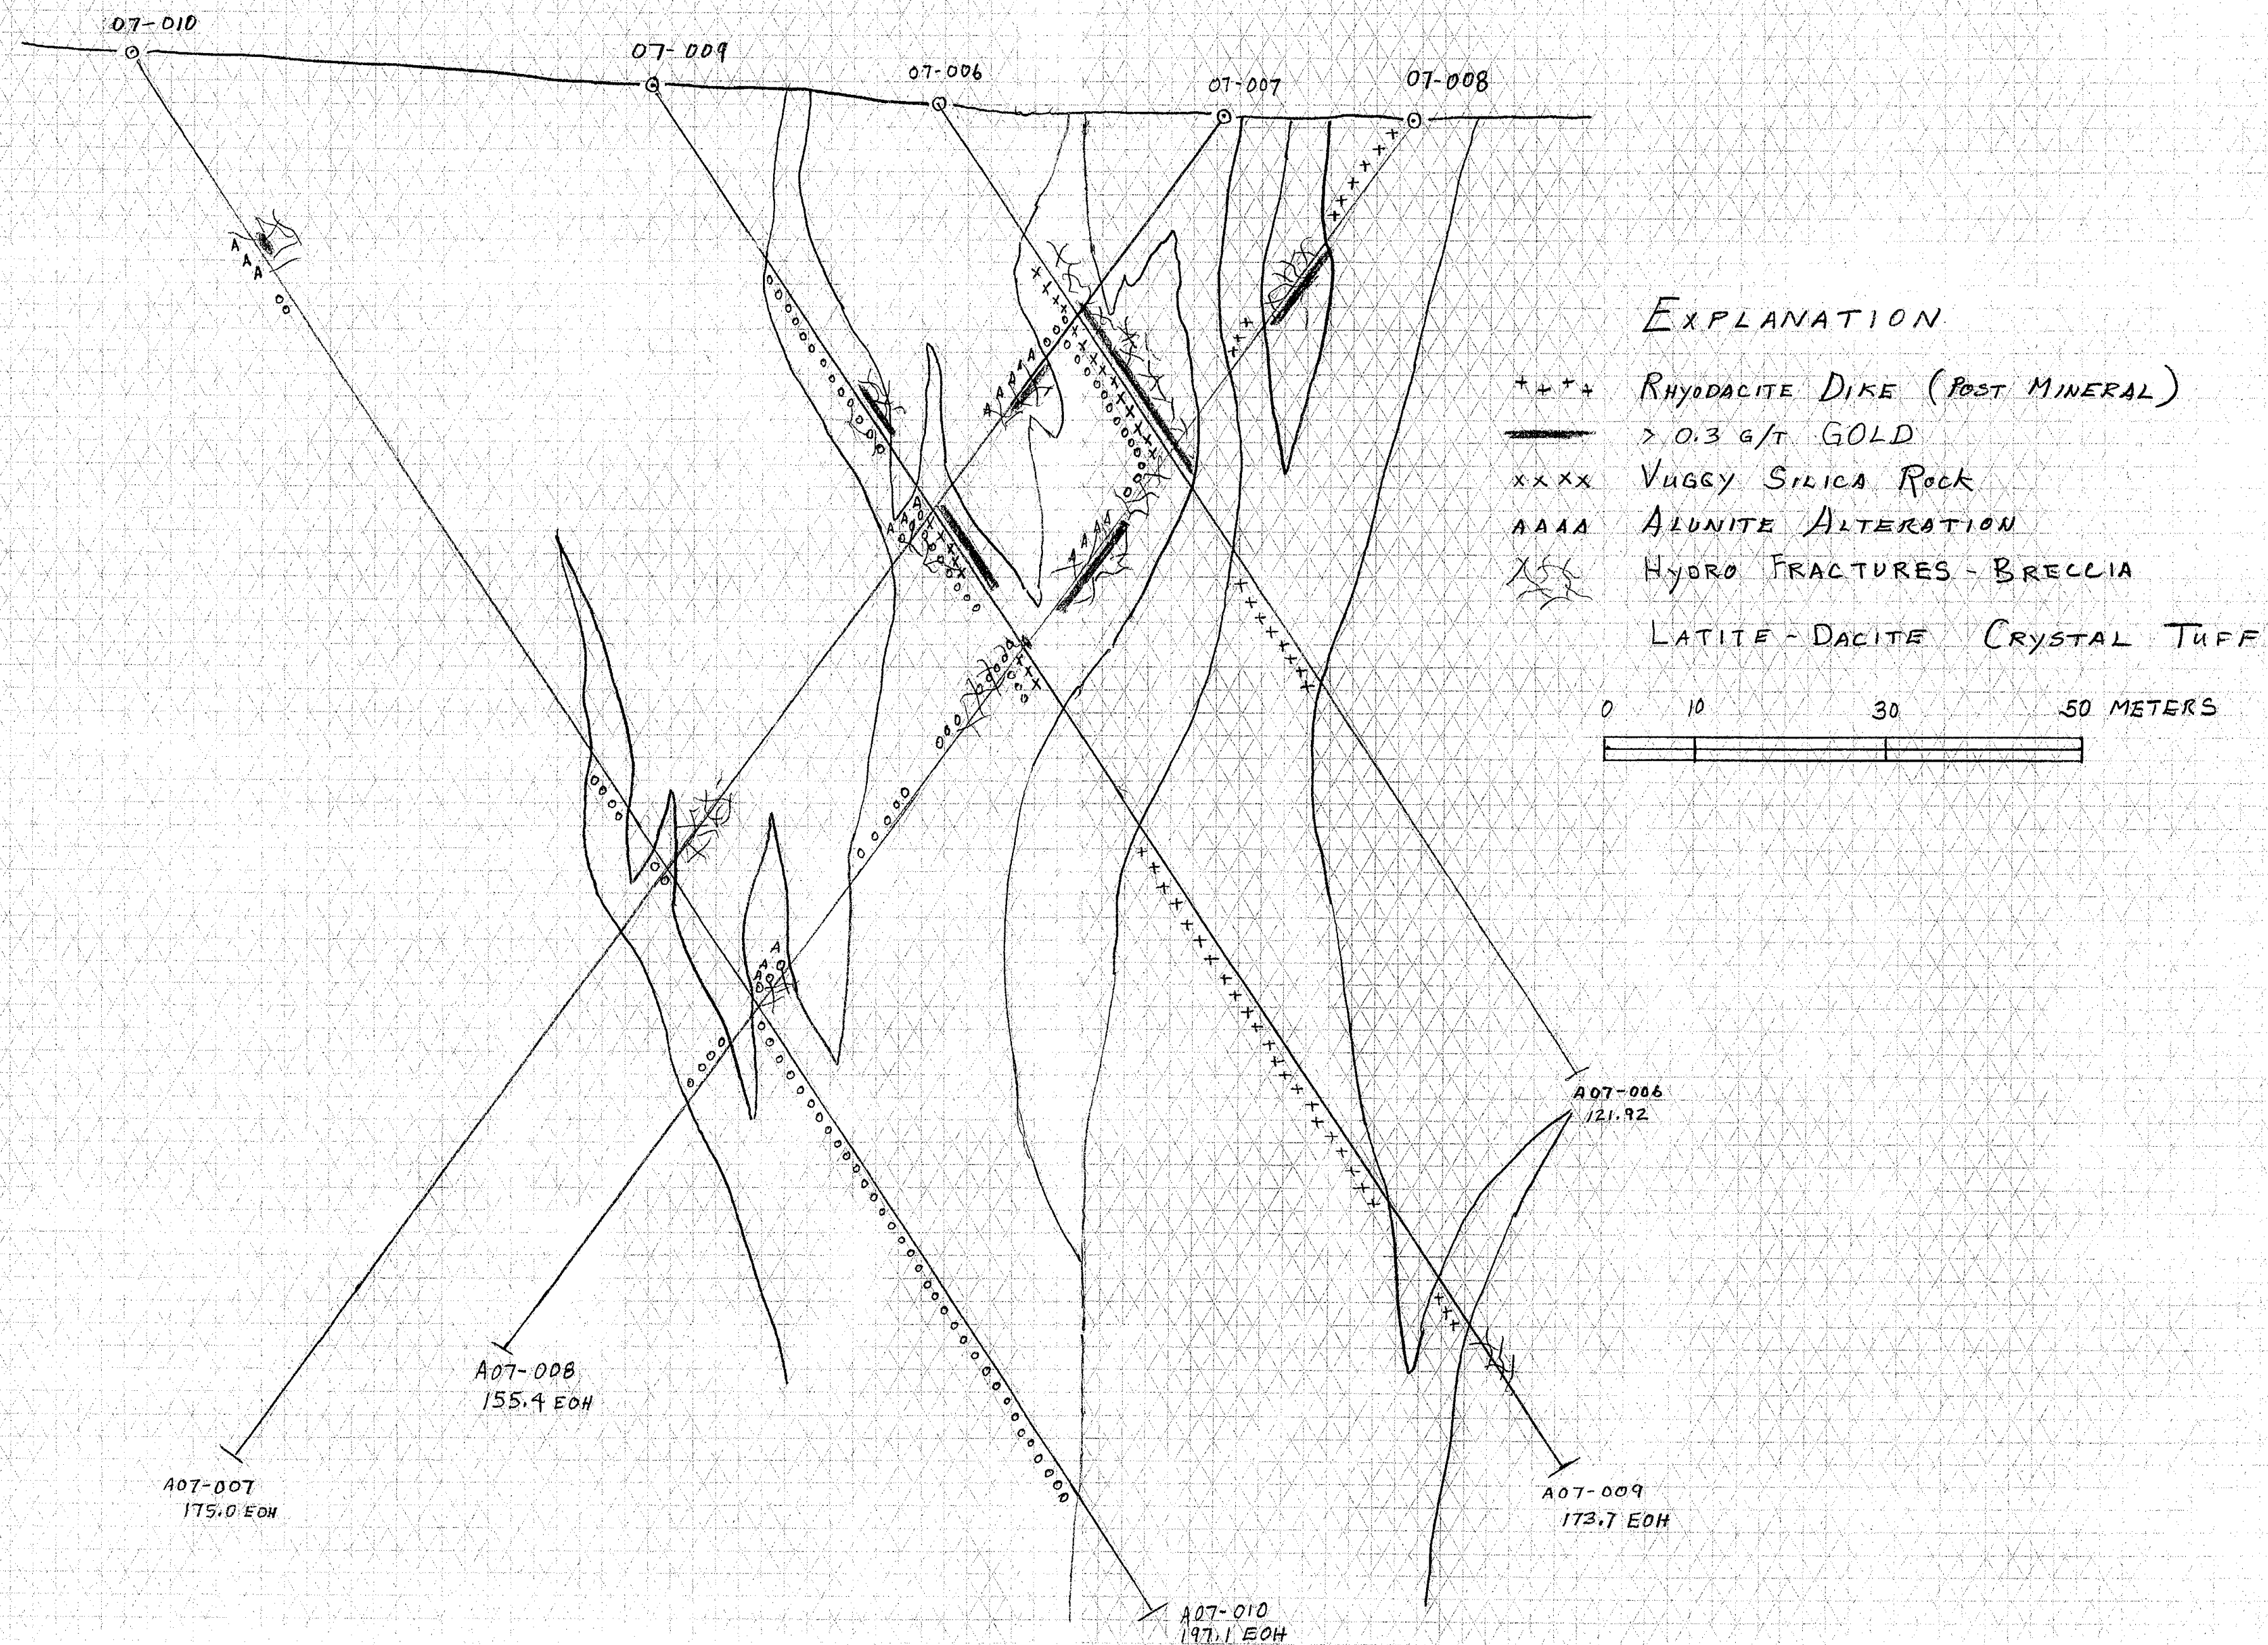 07-010
07-009
07-006
07-007
07-008
EXPLANATION
+ + + + RHYODACITE DIKE (POST MINERAL)
> 0.3 G/T GOLD
x x x x VUGGY SILICA ROCK
AAAA ALUNITE ALTERATION
HYDRO FRACTURES - BRECCIA
LATITE - DACITE CRYSTAL TUFF
0 10 30 50 METERS
A07-006
121.92
A07-008
155.4 EOH
A07-007
175.0 EOH
A07-009
173.7 EOH
A07-010
197.1 EOH